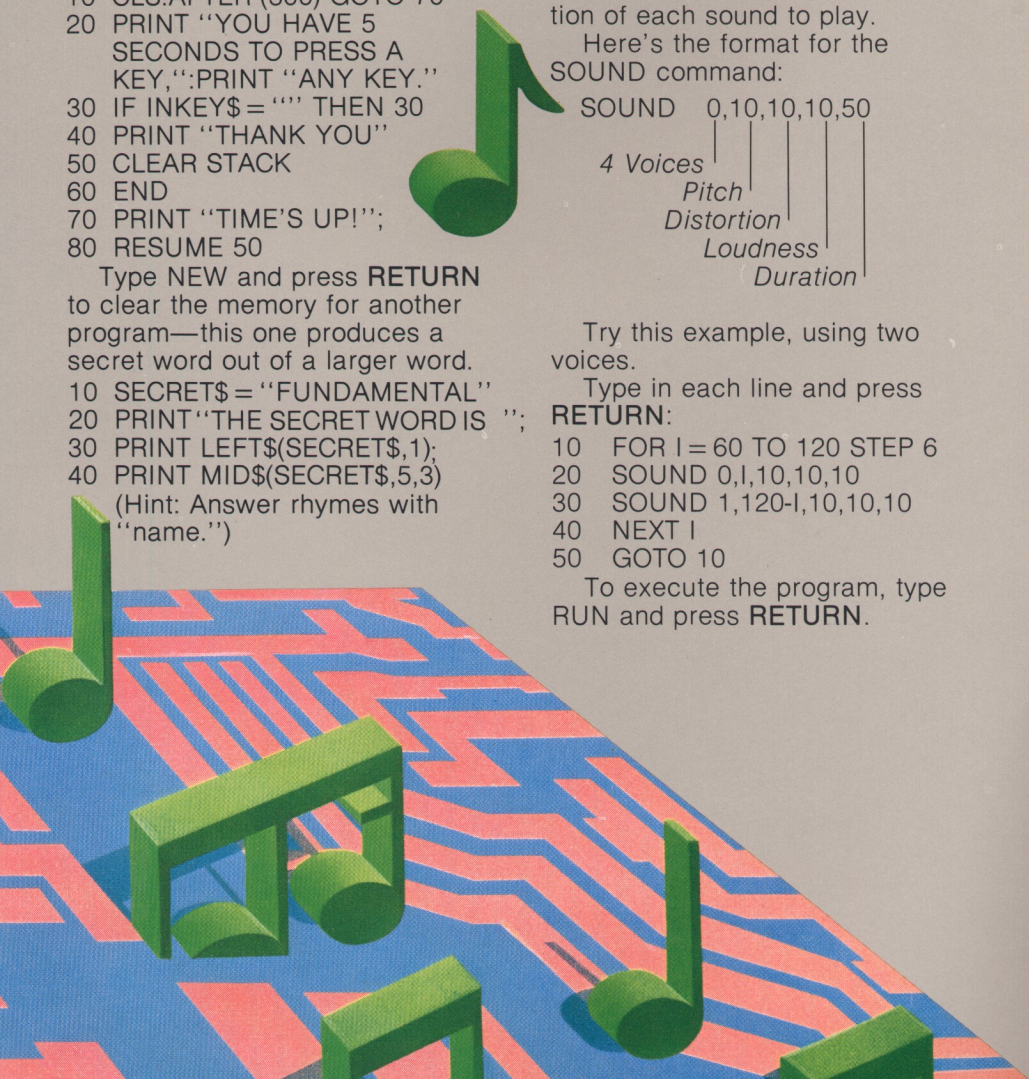 10 CLS:AFTER (300) GOTO 70
20 PRINT ‘‘YOU HAVE 5
SECONDS TO PRESS A
KEY,‘‘:PRINT ‘‘ANY KEY.’’
30 IF INKEY$ = ‘‘’’ THEN 30
40 PRINT ‘‘THANK YOU’’
50 CLEAR STACK
60 END
70 PRINT ‘‘TIME’S UP!’’;
80 RESUME 50
Type NEW and press RETURN
to clear the memory for another
program—this one produces a
secret word out of a larger word.
10 SECRET$ = ‘‘FUNDAMENTAL’’
20 PRINT ‘‘THE SECRET WORD IS ’’;
30 PRINT LEFT$(SECRET$,1);
40 PRINT MID$(SECRET$,5,3)
(Hint: Answer rhymes with
‘‘name.’’)
tion of each sound to play.
Here’s the format for the
SOUND command:
SOUND 0,10,10,10,50
4 Voices
Pitch
Distortion
Loudness
Duration
Try this example, using two
voices.
Type in each line and press
RETURN:
10 FOR I = 60 TO 120 STEP 6
20 SOUND 0,I,10,10,10
30 SOUND 1,120-I,10,10,10
40 NEXT I
50 GOTO 10
To execute the program, type
RUN and press RETURN.